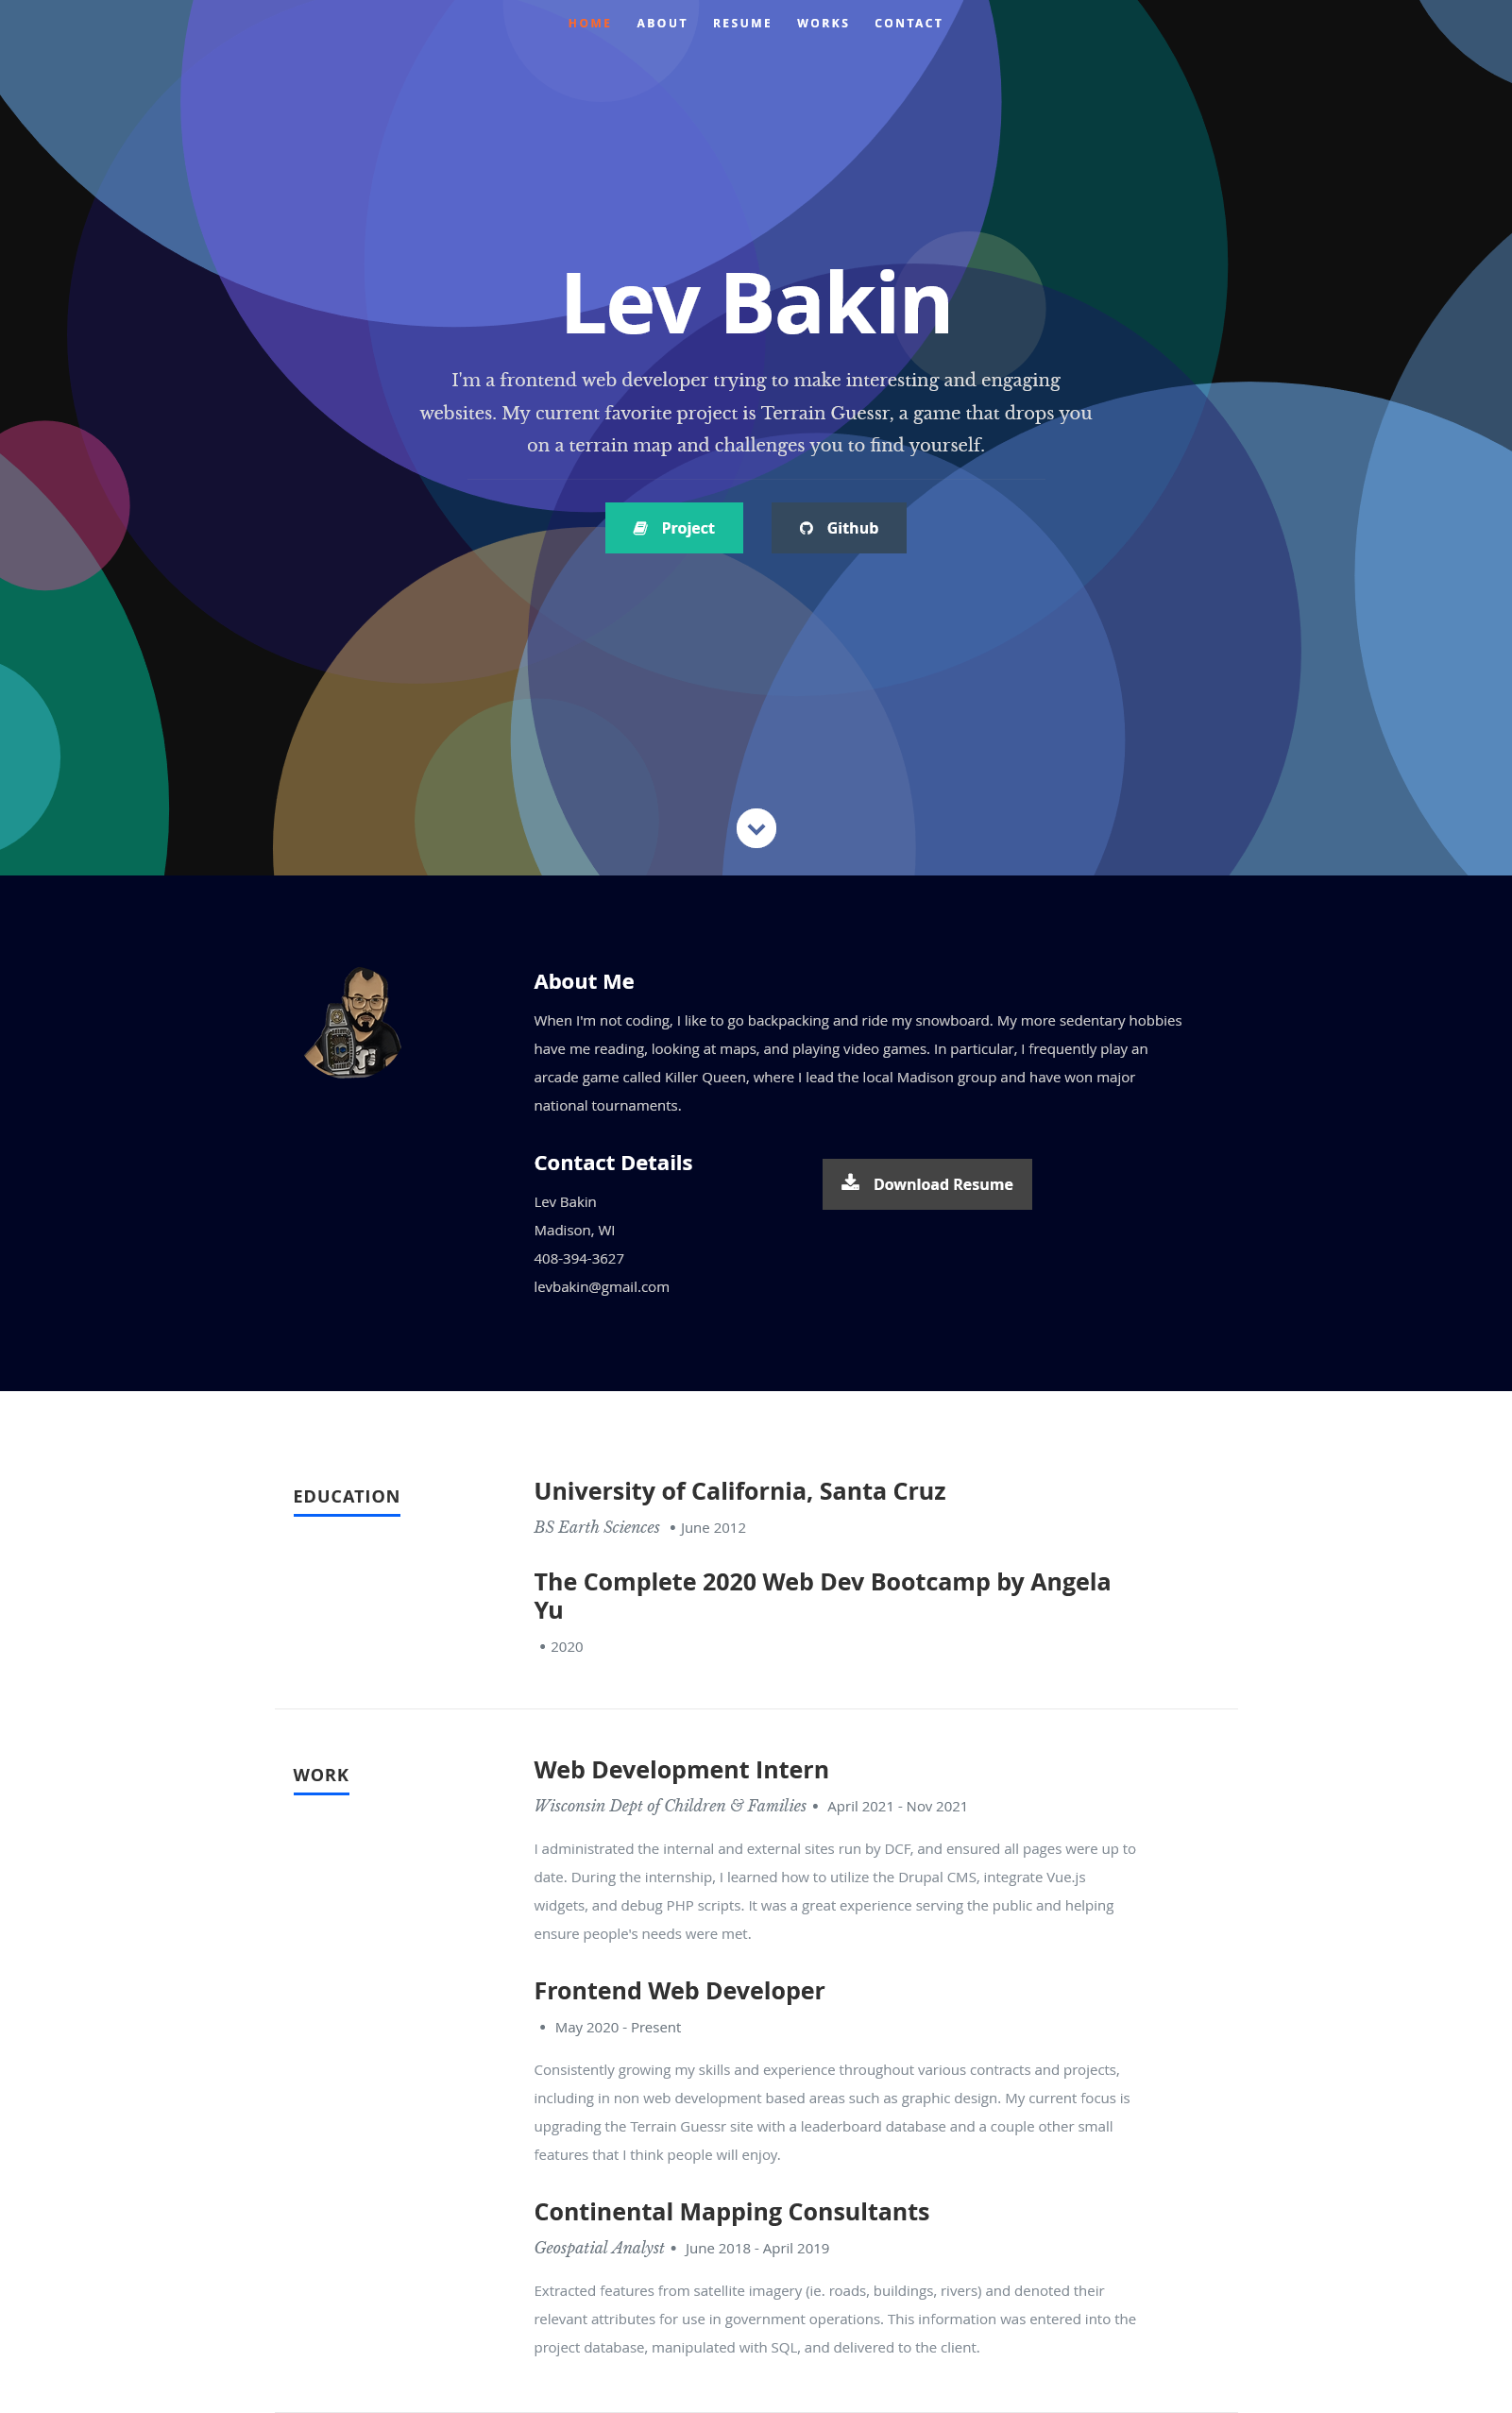 HOME ABOUT RESUME WORKS CONTACT
Lev Bakin
I'm a frontend web developer trying to make interesting and engaging
websites. My current favorite project is Terrain Guessr, a game that drops you
on a terrain map and challenges you to find yourself.
Project Github
About Me
When I'm not coding, I like to go backpacking and ride my snowboard. My more sedentary hobbies
have me reading, looking at maps, and playing video games. In particular, I frequently play an
arcade game called Killer Queen, where I lead the local Madison group and have won major
national tournaments.
Contact Details
Lev Bakin
Madison, WI
408-394-3627
levbakin@gmail.com
Download Resume
EDUCATION
University of California, Santa Cruz
BS Earth Sciences • June 2012
The Complete 2020 Web Dev Bootcamp by Angela
Yu
• 2020
WORK
Web Development Intern
Wisconsin Dept of Children & Families • April 2021 - Nov 2021
I administrated the internal and external sites run by DCF, and ensured all pages were up to
date. During the internship, I learned how to utilize the Drupal CMS, integrate Vue.js
widgets, and debug PHP scripts. It was a great experience serving the public and helping
ensure people's needs were met.
Frontend Web Developer
• May 2020 - Present
Consistently growing my skills and experience throughout various contracts and projects,
including in non web development based areas such as graphic design. My current focus is
upgrading the Terrain Guessr site with a leaderboard database and a couple other small
features that I think people will enjoy.
Continental Mapping Consultants
Geospatial Analyst • June 2018 - April 2019
Extracted features from satellite imagery (ie. roads, buildings, rivers) and denoted their
relevant attributes for use in government operations. This information was entered into the
project database, manipulated with SQL, and delivered to the client.